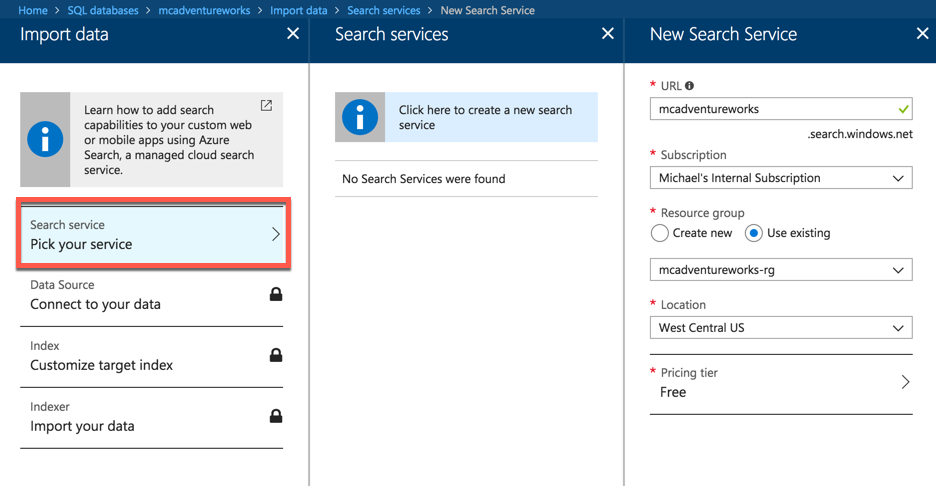 Home > SQL databases > mcadventureworks > Import data > Search services > New Search Service
Import data
Learn how to add search
capabilities to your custom web
or mobile apps using Azure
Search, a managed cloud search
service.
Search service
Pick your service
Data Source
Connect to your data
Index
Customize target index
Indexer
Import your data
Search services
Click here to create a new search
service
No Search Services were found
New Search Service
* URL
mcadventureworks
.search.windows.net
* Subscription
Michael's Internal Subscription
* Resource group
Create new Use existing
mcadventureworks-rg
* Location
West Central US
* Pricing tier
Free